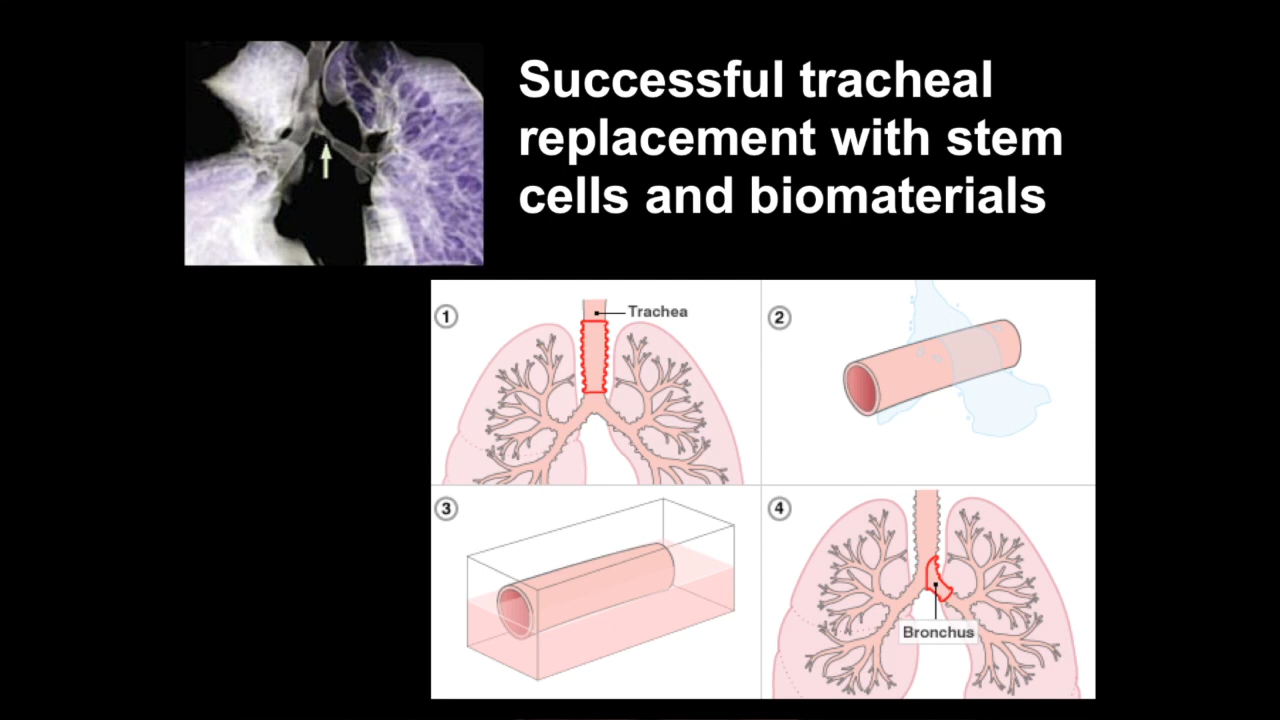 Successful tracheal
replacement with stem
cells and biomaterials
1
Trachea
2
3
4
Bronchus